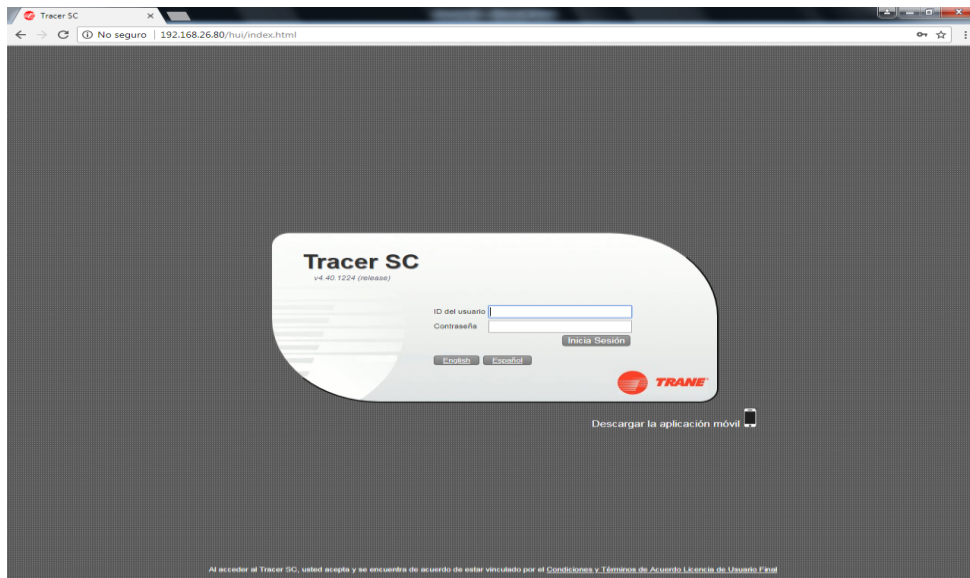 Tracer SC
No seguro | 192.168.26.80/hui/index.html
Tracer SC
v4.40.1224 (release)
ID del usuario
Contraseña
Inicia Sesión
English Español
TRANE
Descargar la aplicación móvil
Al acceder al Tracer SC, usted acepta y se encuentra de acuerdo de estar vinculado por el Condiciones y Términos de Acuerdo Licencia de Usuario Final